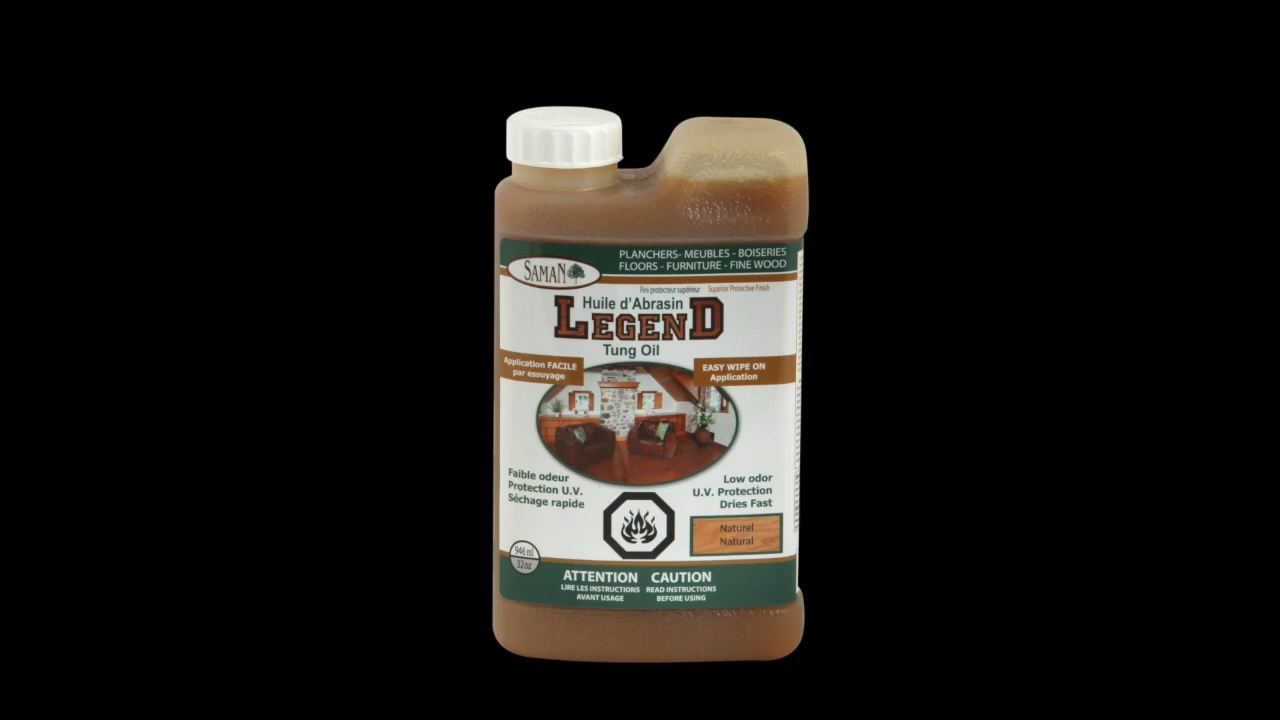 PLANCHERS- MEUBLES - BOISERIES
FLOORS - FURNITURE - FINE WOOD
SAMAN
Fini protecteur supérieur Superior Protective Finish
Huile d'Abrasin
LEGEND
Tung Oil
Application FACILE
par essuyage
EASY WIPE ON
Application
Faible odeur
Protection U.V.
Séchage rapide
Low odor
U.V. Protection
Dries Fast
Naturel
Natural
946 ml
32oz
ATTENTION CAUTION
LIRE LES INSTRUCTIONS READ INSTRUCTIONS
AVANT USAGE BEFORE USING